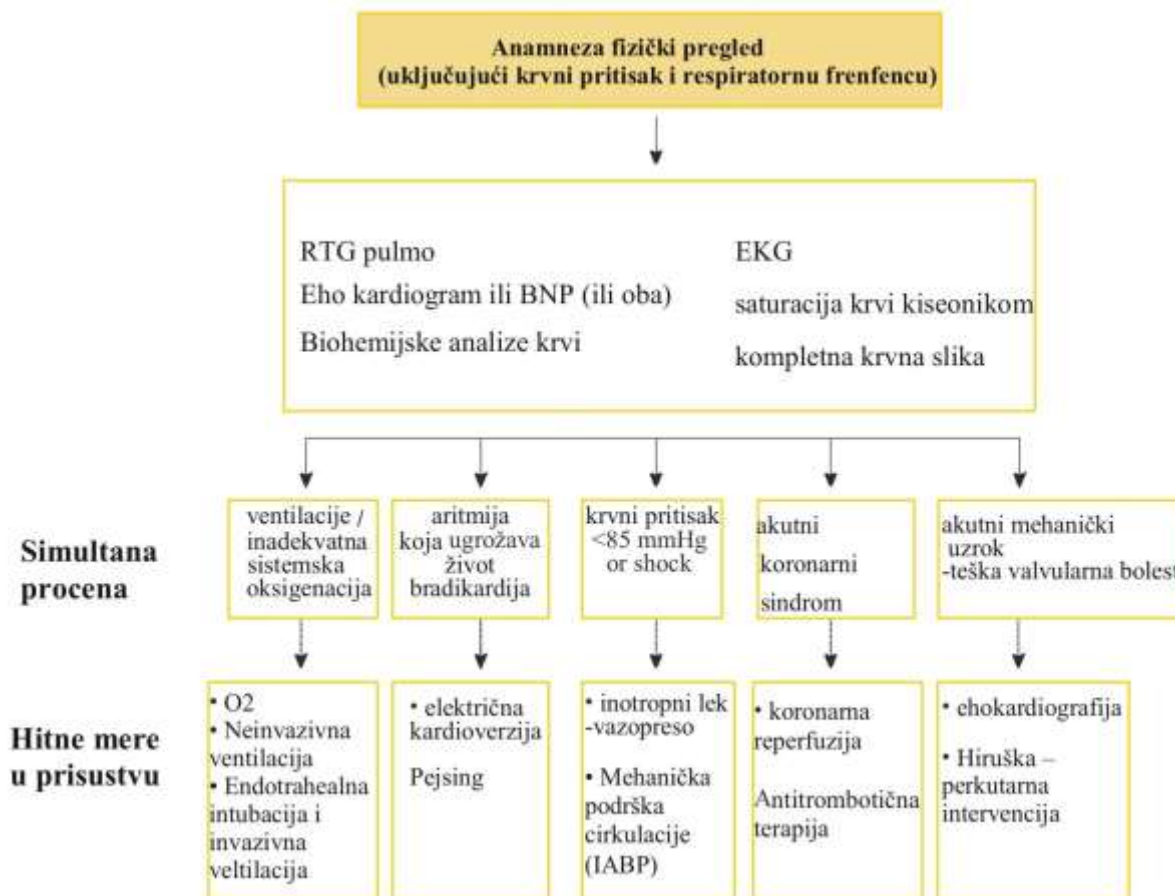 Anamneza fizički pregled
(uključujući krvni pritisak i respiratornu frenfencu)
RTG pulmo
Eho kardiogram ili BNP (ili oba)
Biohemijske analize krvi
EKG
saturacija krvi kiseonikom
kompletna krvna slika
Simultana
procena
ventilacije /
inadekvatna
sistemska
oksigenacija
aritmija
koja ugrožava
život
bradikardija
krvni pritisak
<85 mmHg
or shock
akutni
koronarni
sindrom
akutni mehanički
uzrok
-teška valvularna bolest
Hitne mere
u prisustvu
• O2
• Neinvazivna
ventilacija
• Endotrahealna
intubacija i
invazivna
veltilacija
• električna
kardioverzija
Pejsing
• inotropni lek
-vazopreso
• Mehanička
podrška
cirkulacije
(IABP)
• koronarna
reperfuzija
Antitrombotična
terapija
• ehokardiografija
• Hiruška –
perkutarna
intervencija